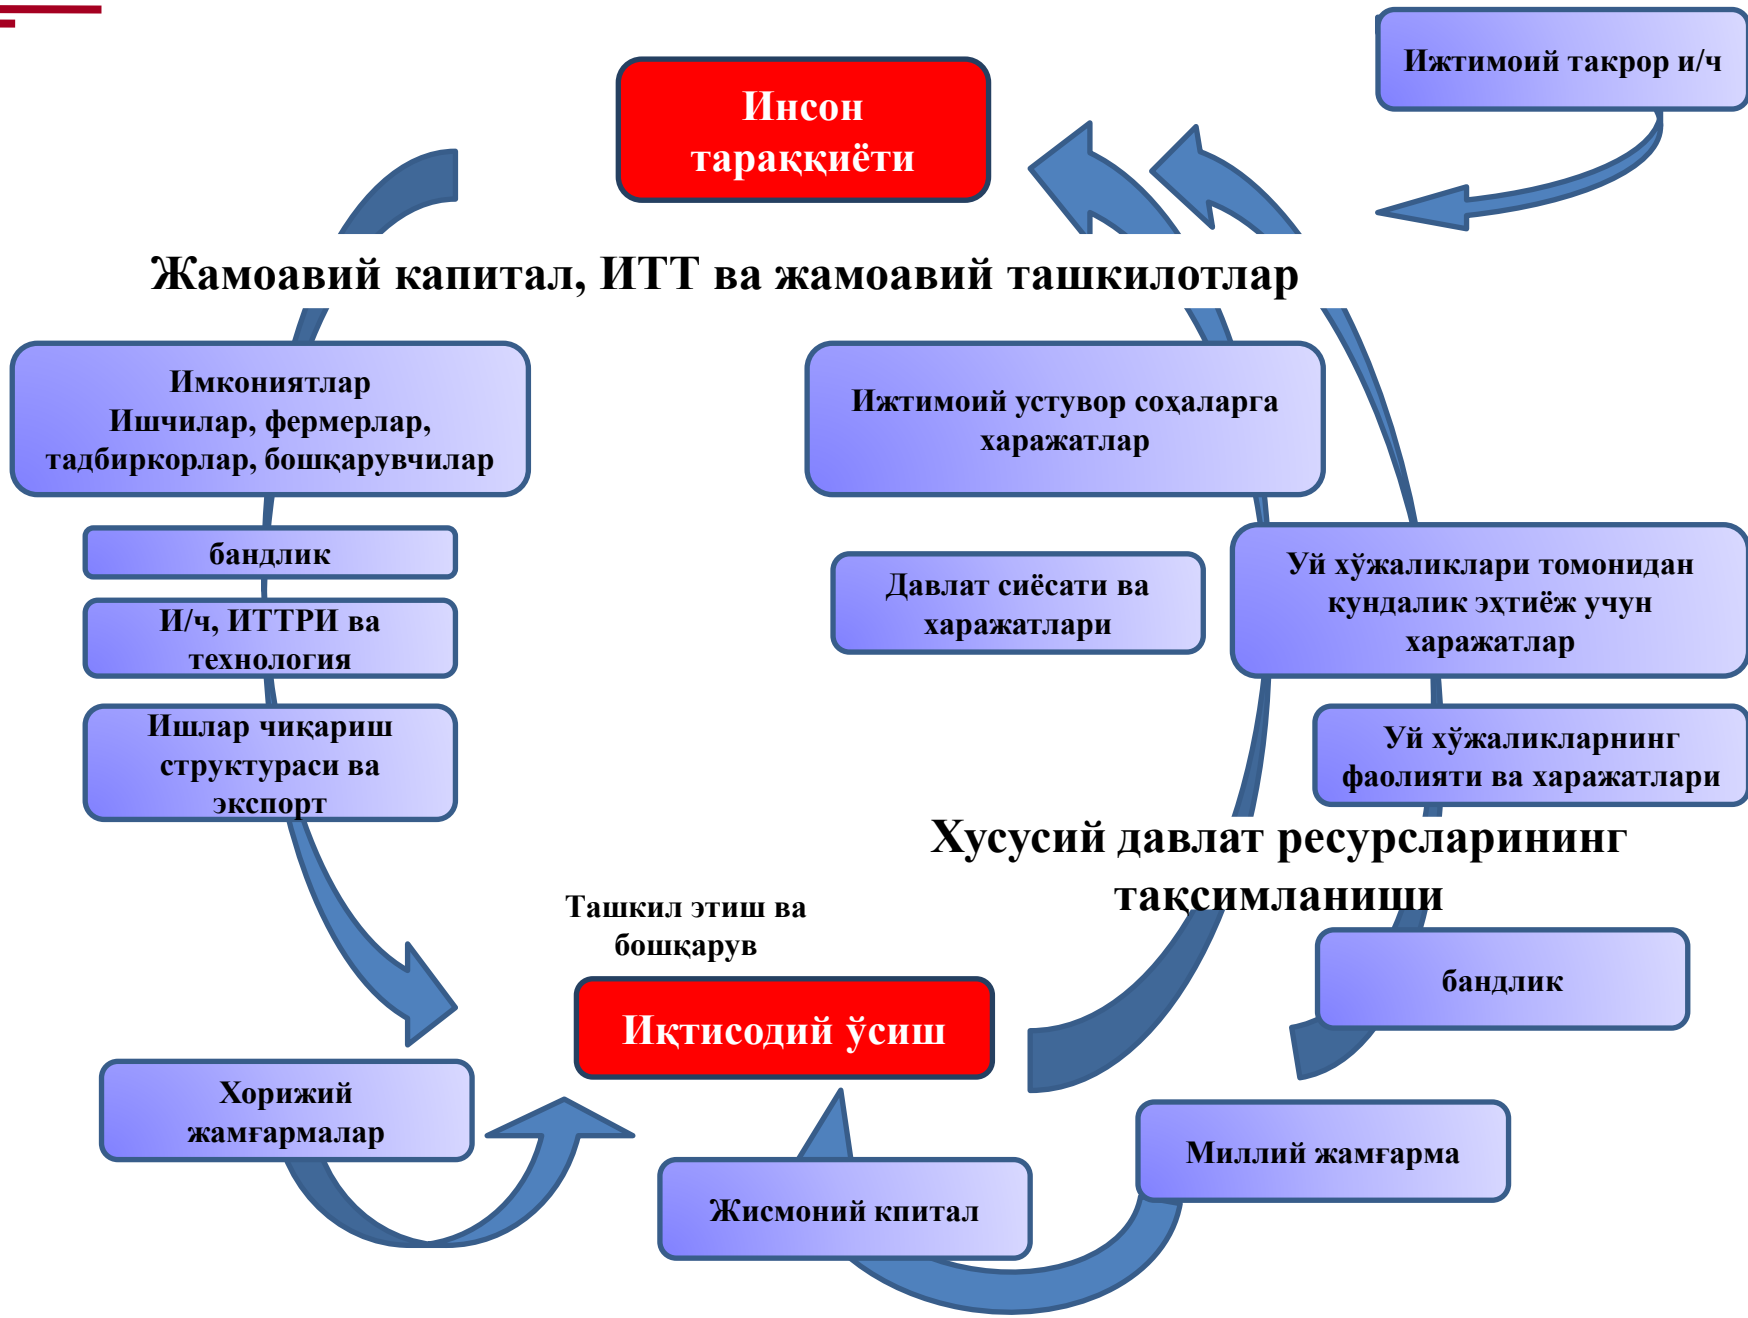 Ижтимоий такрор и/ч
Инсон
тараққиёти
Жамоавий капитал, ИТТ ва жамоавий ташкилотлар
Имкониятлар
Ишчилар, фермерлар,
тадбиркорлар, бошқарувчилар
бандлик
И/ч, ИТТРИ ва
технология
Ишлар чиқариш
структураси ва
экспорт
Ижтимоий устувор соҳаларга
харажатлар
Давлат сиёсати ва
харажатлари
Уй хўжаликлари томонидан
кундалик эҳтиёж учун
харажатлар
Уй хўжаликларнинг
фаолияти ва харажатлари
Хусусий давлат ресурсларининг
тақсимланиши
Ташкил этиш ва
бошқарув
Иқтисодий ўсиш
бандлик
Хорижий
жамғармалар
Жисмоний кпитал
Миллий жамғарма